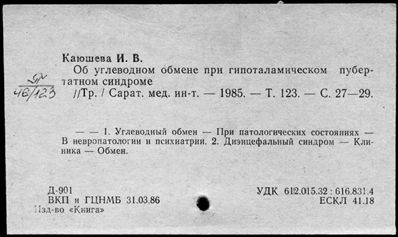 Каюшева И. В.
Об углеводном обмене при гипоталамическом пубер-
татном синдроме
46/123
//Тр. / Сарат. мед. ин-т. — 1985. — Т. 123. — С. 27—29.
— — 1. Углеводный обмен — При патологических состояниях —
В невропатологии и психиатрии. 2. Диэнцефальный синдром — Кли-
ника — Обмен.
Д-901
УДК 612.015.32 : 616.831.4
ВКП и ГЦНМБ 31.03.86
ЕСКЛ 41.18
Изд-во «Книга»